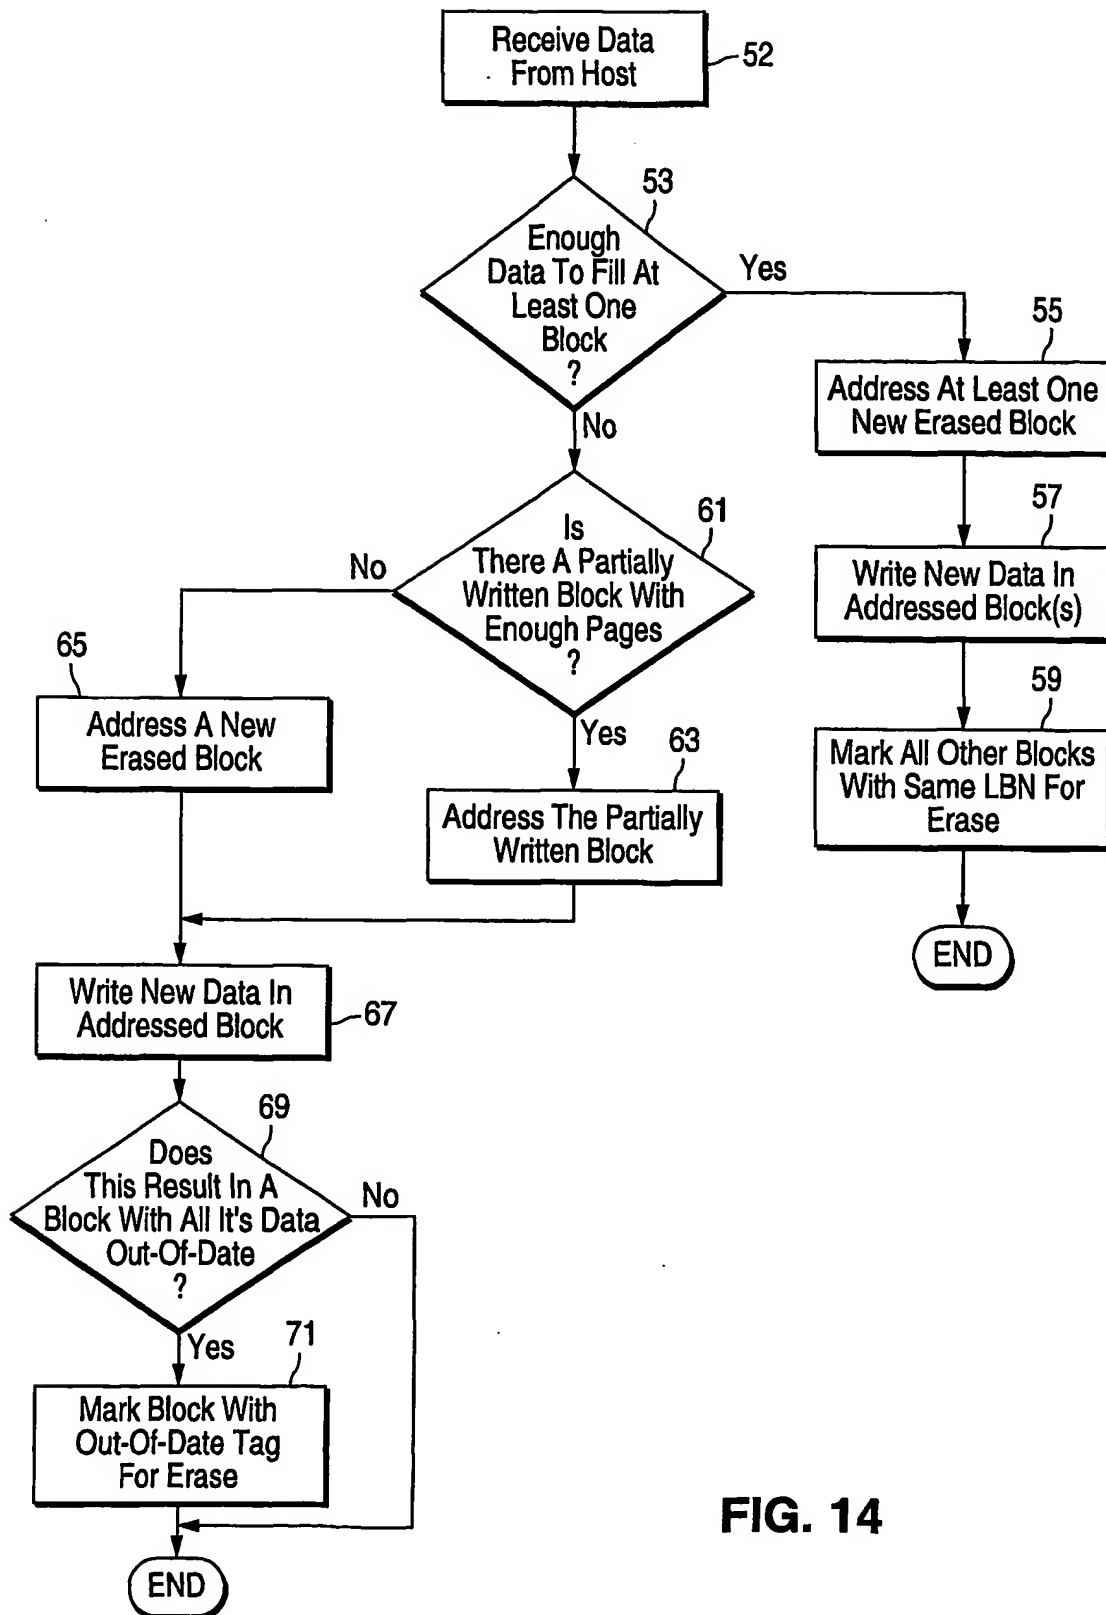 Receive Data
From Host
52
53
Enough
Data To Fill At
Least One
Block
?
Yes
No
55
Address At Least One
New Erased Block
57
Write New Data In
Addressed Block(s)
59
Mark All Other Blocks
With Same LBN For
Erase
END
61
Is
There A Partially
Written Block With
Enough Pages
?
No
Yes
65
Address A New
Erased Block
63
Address The Partially
Written Block
Write New Data In
Addressed Block
67
69
Does
This Result In A
Block With All It's Data
Out-Of-Date
?
No
Yes
71
Mark Block With
Out-Of-Date Tag
For Erase
END
FIG. 14